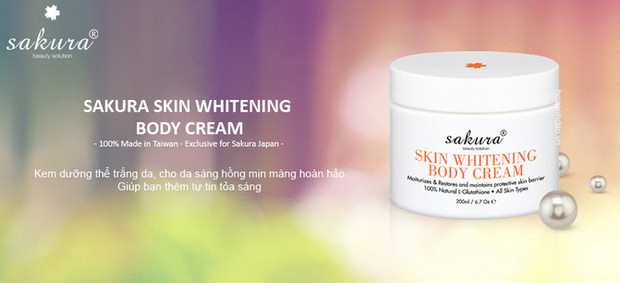 sakura®
beauty solution
SAKURA SKIN WHITENING
BODY CREAM
- 100% Made in Taiwan - Exclusive for Sakura Japan -
Kem dưỡng thể trắng da, cho da sáng hồng mịn màng hoàn hảo
Giúp bạn thêm tự tin tỏa sáng
sakura®
beauty solution
SKIN WHITENING
BODY CREAM
Moisturizes & Restores and maintains protective skin barrier
100% Natural L-Glutathione • All Skin Types
200ml / 6.7 Oz ℮